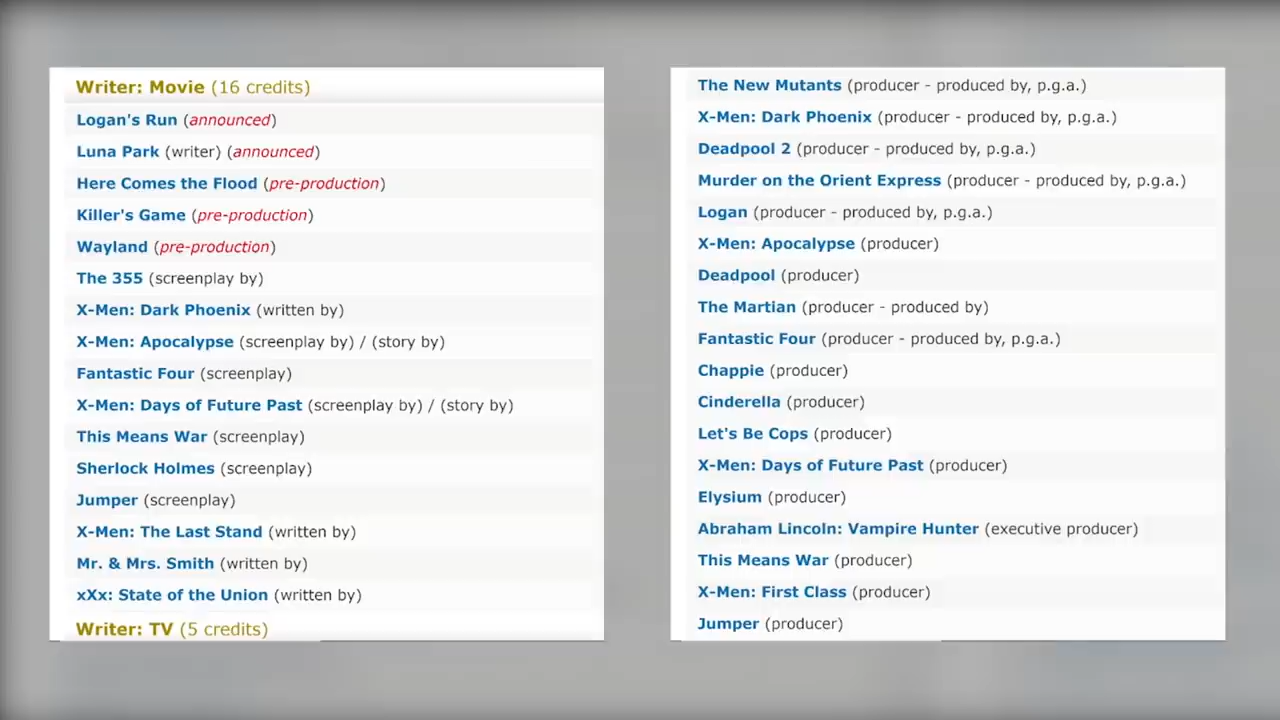 Writer: Movie (16 credits)
Logan's Run (announced)
Luna Park (writer) (announced)
Here Comes the Flood (pre-production)
Killer's Game (pre-production)
Wayland (pre-production)
The 355 (screenplay by)
X-Men: Dark Phoenix (written by)
X-Men: Apocalypse (screenplay by) / (story by)
Fantastic Four (screenplay)
X-Men: Days of Future Past (screenplay by) / (story by)
This Means War (screenplay)
Sherlock Holmes (screenplay)
Jumper (screenplay)
X-Men: The Last Stand (written by)
Mr. & Mrs. Smith (written by)
xXx: State of the Union (written by)
Writer: TV (5 credits)
The New Mutants (producer - produced by, p.g.a.)
X-Men: Dark Phoenix (producer - produced by, p.g.a.)
Deadpool 2 (producer - produced by, p.g.a.)
Murder on the Orient Express (producer - produced by, p.g.a.)
Logan (producer - produced by, p.g.a.)
X-Men: Apocalypse (producer)
Deadpool (producer)
The Martian (producer - produced by)
Fantastic Four (producer - produced by, p.g.a.)
Chappie (producer)
Cinderella (producer)
Let's Be Cops (producer)
X-Men: Days of Future Past (producer)
Elysium (producer)
Abraham Lincoln: Vampire Hunter (executive producer)
This Means War (producer)
X-Men: First Class (producer)
Jumper (producer)